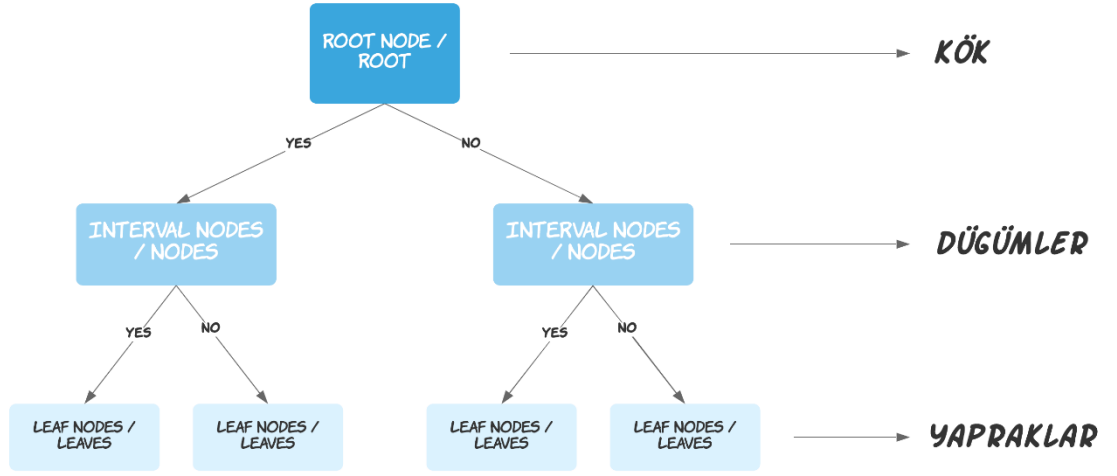 ROOT NODE /
ROOT
KÖK
YES
NO
INTERVAL NODES
/ NODES
INTERVAL NODES
/ NODES
DÜGÜMLER
YES
NO
YES
NO
LEAF NODES /
LEAVES
LEAF NODES /
LEAVES
LEAF NODES /
LEAVES
LEAF NODES /
LEAVES
YAPRAKLAR